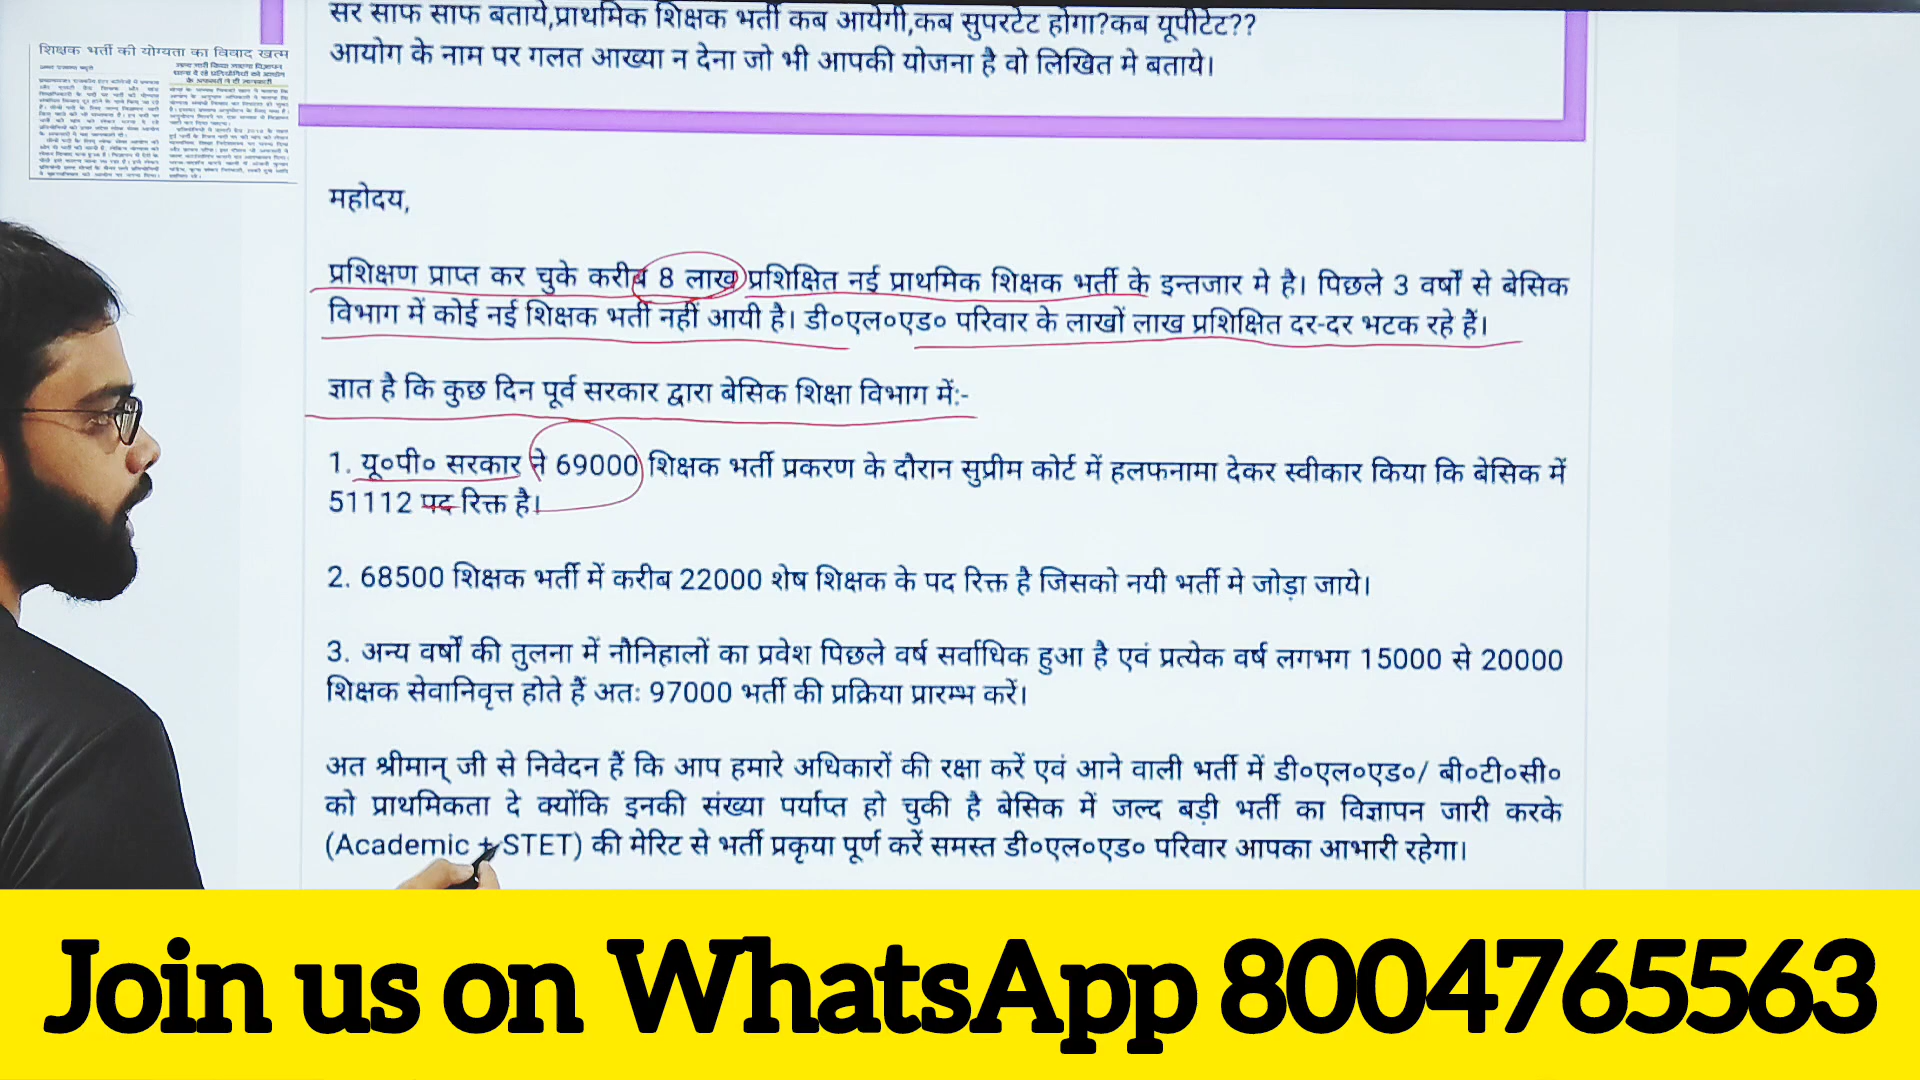 सर साफ साफ बताये,प्राथमिक शिक्षक भर्ती कब आयेगी,कब सुपरटेट होगा?कब यूपीटेट??
आयोग के नाम पर गलत आख्या न देना जो भी आपकी योजना है वो लिखित मे बताये।
शिक्षक भर्ती की योग्यता का विवाद खत्म
महोदय,
प्रशिक्षण प्राप्त कर चुके करीब 8 लाख प्रशिक्षित नई प्राथमिक शिक्षक भर्ती के इन्तजार मे है। पिछले 3 वर्षों से बेसिक
विभाग में कोई नई शिक्षक भर्ती नहीं आयी है। डी०एल०एड० परिवार के लाखों लाख प्रशिक्षित दर-दर भटक रहे हैं।
ज्ञात है कि कुछ दिन पूर्व सरकार द्वारा बेसिक शिक्षा विभाग में:-
1. यू०पी० सरकार ने 69000 शिक्षक भर्ती प्रकरण के दौरान सुप्रीम कोर्ट में हलफनामा देकर स्वीकार किया कि बेसिक में
51112 पद रिक्त है।
2. 68500 शिक्षक भर्ती में करीब 22000 शेष शिक्षक के पद रिक्त है जिसको नयी भर्ती मे जोड़ा जाये।
3. अन्य वर्षों की तुलना में नौनिहालों का प्रवेश पिछले वर्ष सर्वाधिक हुआ है एवं प्रत्येक वर्ष लगभग 15000 से 20000
शिक्षक सेवानिवृत्त होते हैं अतः 97000 भर्ती की प्रक्रिया प्रारम्भ करें।
अत श्रीमान् जी से निवेदन हैं कि आप हमारे अधिकारों की रक्षा करें एवं आने वाली भर्ती में डी०एल०एड०/ बी०टी०सी०
को प्राथमिकता दे क्योंकि इनकी संख्या पर्याप्त हो चुकी है बेसिक में जल्द बड़ी भर्ती का विज्ञापन जारी करके
(Academic + STET) की मेरिट से भर्ती प्रकृया पूर्ण करें समस्त डी०एल०एड० परिवार आपका आभारी रहेगा।
Join us on WhatsApp 8004765563